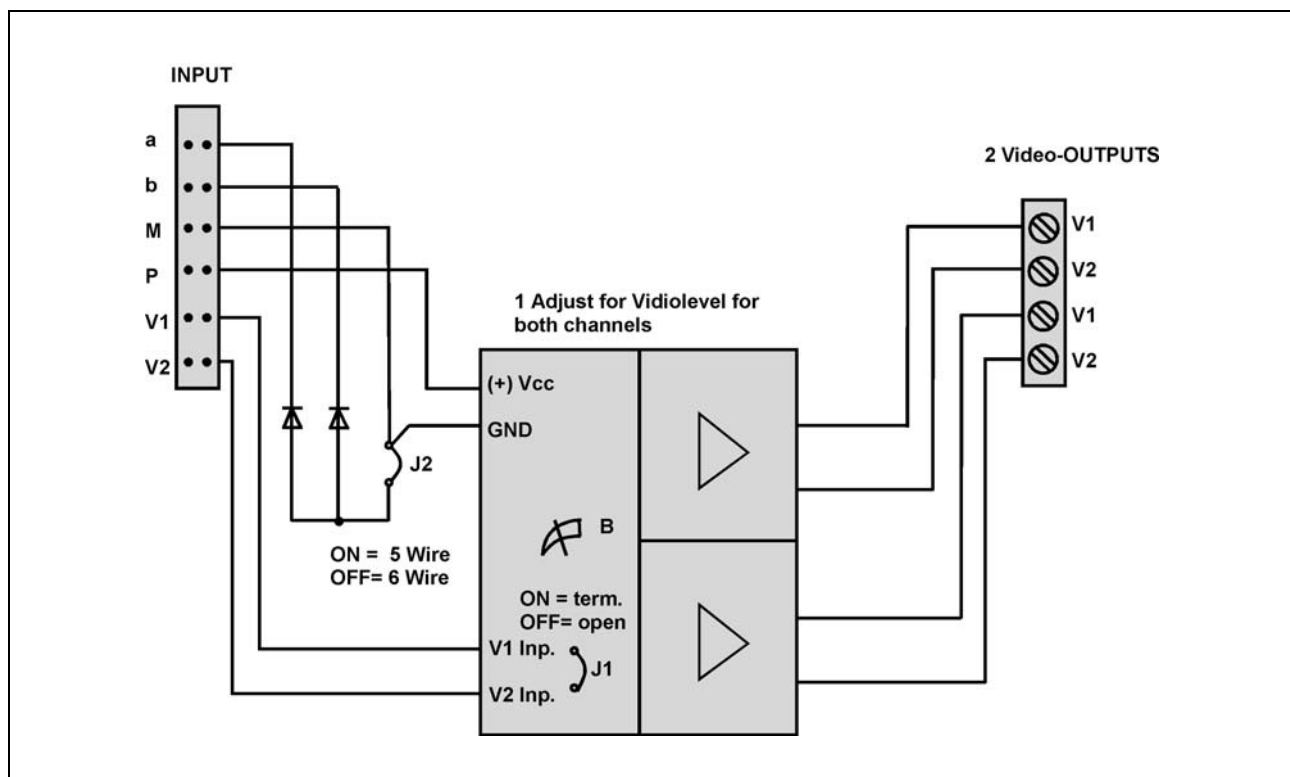 INPUT
a
b
M
P
V1
V2
2 Video-OUTPUTS
V1
V2
V1
V2
1 Adjust for Vidiolevel for
both channels
(+) Vcc
GND
J2
B
ON = 5 Wire
OFF= 6 Wire
ON = term.
OFF= open
V1 Inp.
J1
V2 Inp.